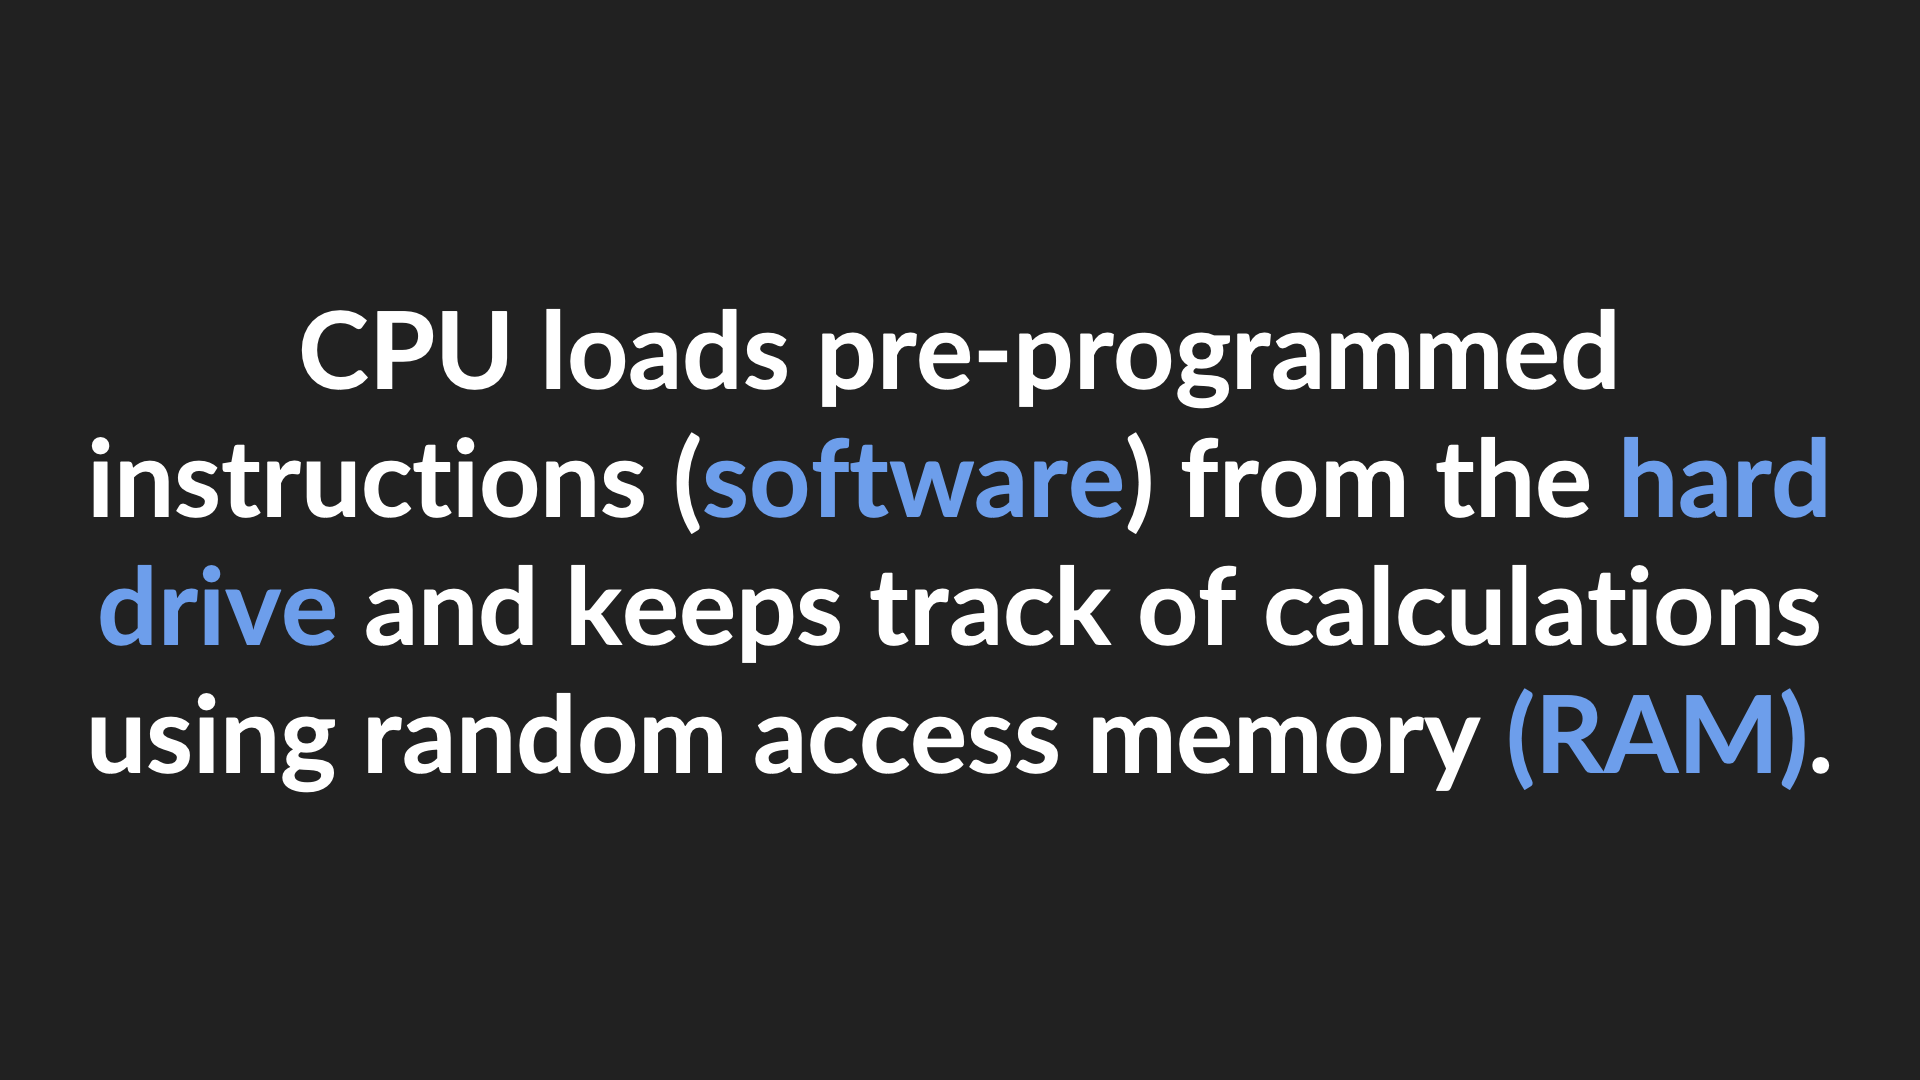 CPU loads pre-programmed
instructions (software) from the hard
drive and keeps track of calculations
using random access memory (RAM).